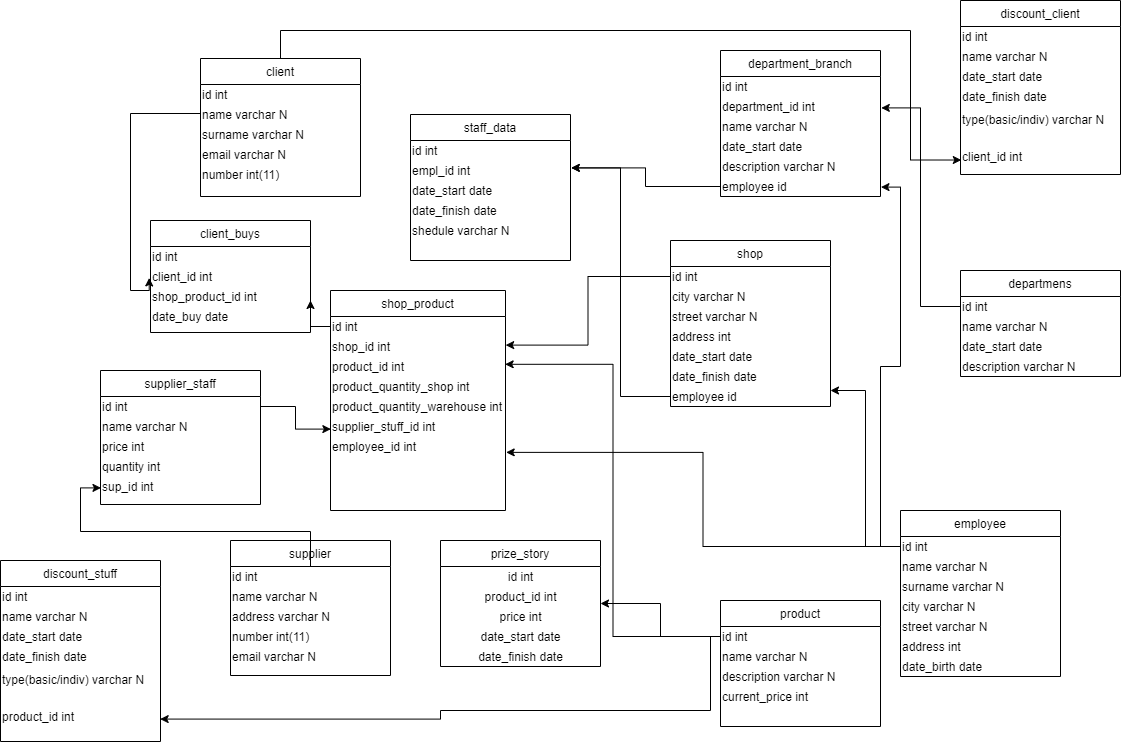 discount_client
id int
name varchar N
date_start date
date_finish date
type(basic/indiv) varchar N
client_id int
client
id int
name varchar N
surname varchar N
email varchar N
number int(11)
department_branch
id int
department_id int
name varchar N
date_start date
description varchar N
employee id
staff_data
id int
empl_id int
date_start date
date_finish date
shedule varchar N
client_buys
id int
client_id int
shop_product_id int
date_buy date
shop
id int
city varchar N
street varchar N
address int
date_start date
date_finish date
employee id
departmens
id int
name varchar N
date_start date
description varchar N
shop_product
id int
shop_id int
product_id int
product_quantity_shop int
product_quantity_warehouse int
supplier_stuff_id int
employee_id int
supplier_staff
id int
name varchar N
price int
quantity int
sup_id int
employee
id int
name varchar N
surname varchar N
city varchar N
street varchar N
address int
date_birth date
supplier
id int
name varchar N
address varchar N
number int(11)
email varchar N
prize_story
id int
product_id int
price int
date_start date
date_finish date
discount_stuff
id int
name varchar N
date_start date
date_finish date
type(basic/indiv) varchar N
product_id int
product
id int
name varchar N
description varchar N
current_price int